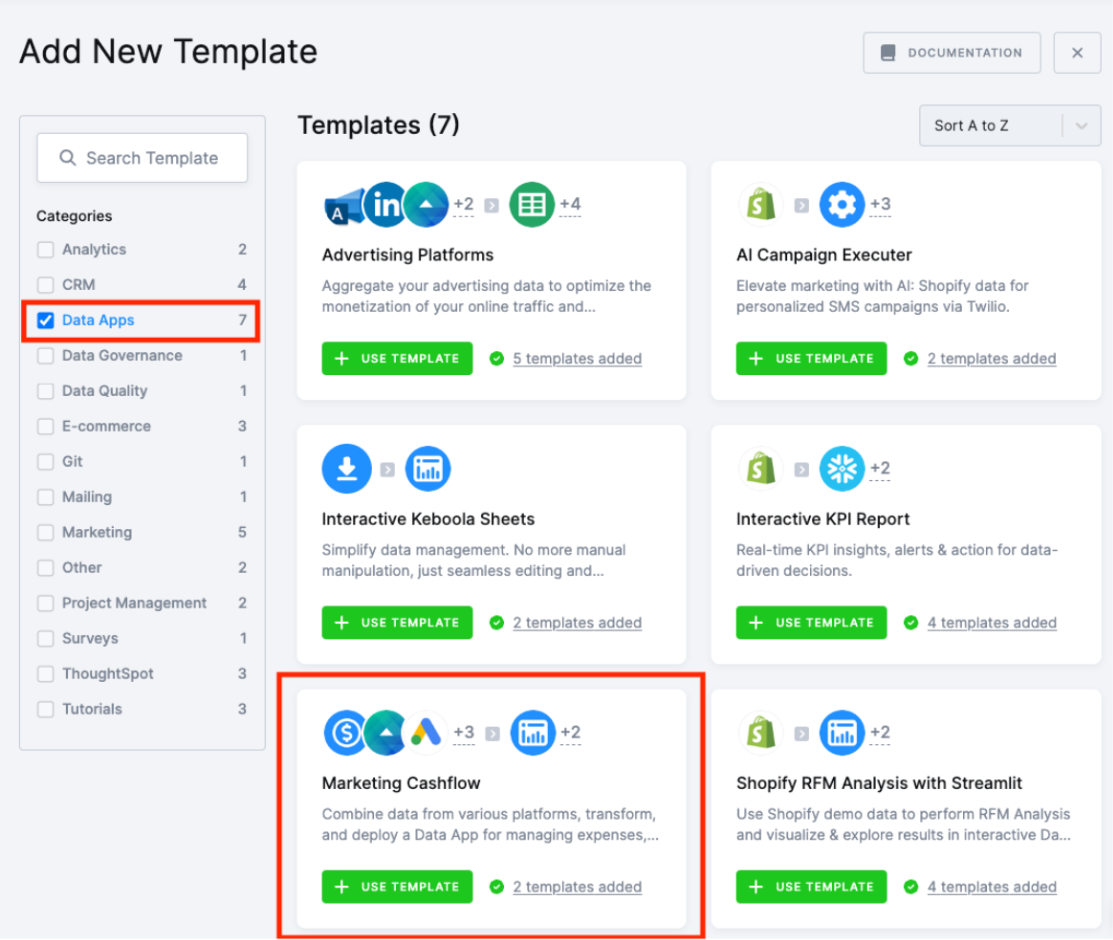 Add New Template
DOCUMENTATION
Search Template
Categories
Analytics 2
CRM 4
Data Apps 7
Data Governance 1
Data Quality 1
E-commerce 3
Git 1
Mailing 1
Marketing 5
Other 2
Project Management 2
Surveys 1
ThoughtSpot 3
Tutorials 3
Templates (7)
Sort A to Z
A in +2 +4
Advertising Platforms
Aggregate your advertising data to optimize the
monetization of your online traffic and...
+ USE TEMPLATE 5 templates added
S +3
AI Campaign Executer
Elevate marketing with AI: Shopify data for
personalized SMS campaigns via Twilio.
+ USE TEMPLATE 2 templates added
Interactive Keboola Sheets
Simplify data management. No more manual
manipulation, just seamless editing and...
+ USE TEMPLATE 2 templates added
S +2
Interactive KPI Report
Real-time KPI insights, alerts & action for data-
driven decisions.
+ USE TEMPLATE 4 templates added
$ +3 +2
Marketing Cashflow
Combine data from various platforms, transform,
and deploy a Data App for managing expenses,...
+ USE TEMPLATE 2 templates added
S +2
Shopify RFM Analysis with Streamlit
Use Shopify demo data to perform RFM Analysis
and visualize & explore results in interactive Da...
+ USE TEMPLATE 4 templates added